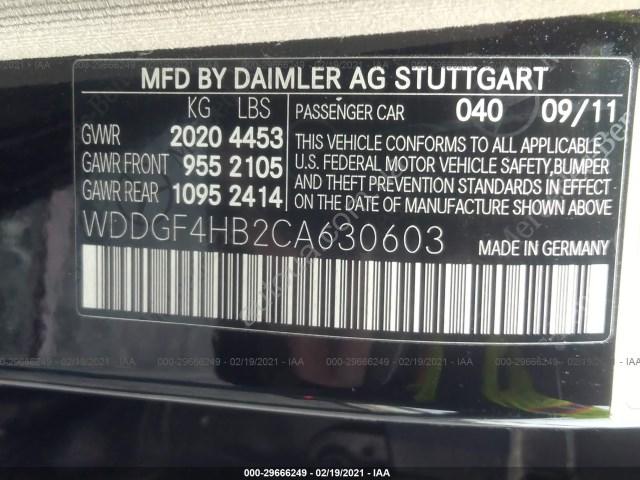 MFD BY DAIMLER AG STUTTGART
KG LBS
PASSENGER CAR 040 09/11
GVWR 2020 4453
GAWR FRONT 955 2105
GAWR REAR 1095 2414
THIS VEHICLE CONFORMS TO ALL APPLICABLE
U.S. FEDERAL MOTOR VEHICLE SAFETY, BUMPER
AND THEFT PREVENTION STANDARDS IN EFFECT
ON THE DATE OF MANUFACTURE SHOWN ABOVE
WDDGF4HB2CA630603
MADE IN GERMANY
000-29666249 - 02/19/2021 - IAA